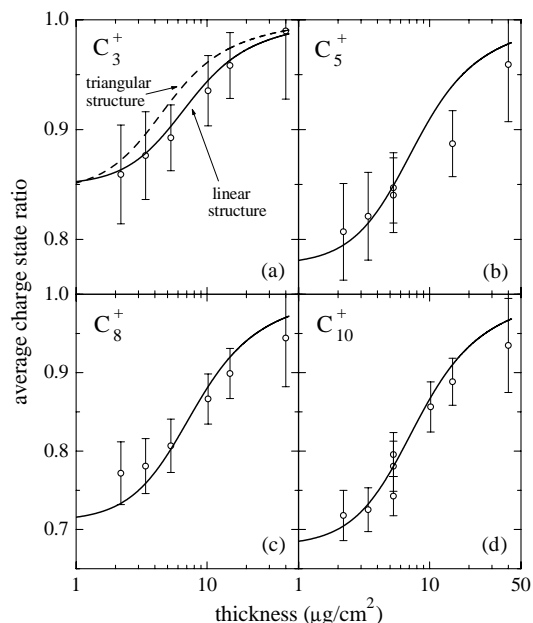 average charge state ratio
1.0
0.9
0.8
C₃⁺
triangular
structure
linear
structure
(a)
C₅⁺
(b)
1.0
0.9
0.8
0.7
C₈⁺
(c)
C₁₀⁺
(d)
1
10
1
10
50
thickness (μg/cm²)